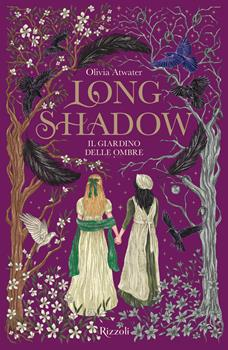 Olivia Atwater
LONG
SHADOW
IL GIARDINO
DELLE OMBRE
Rizzoli